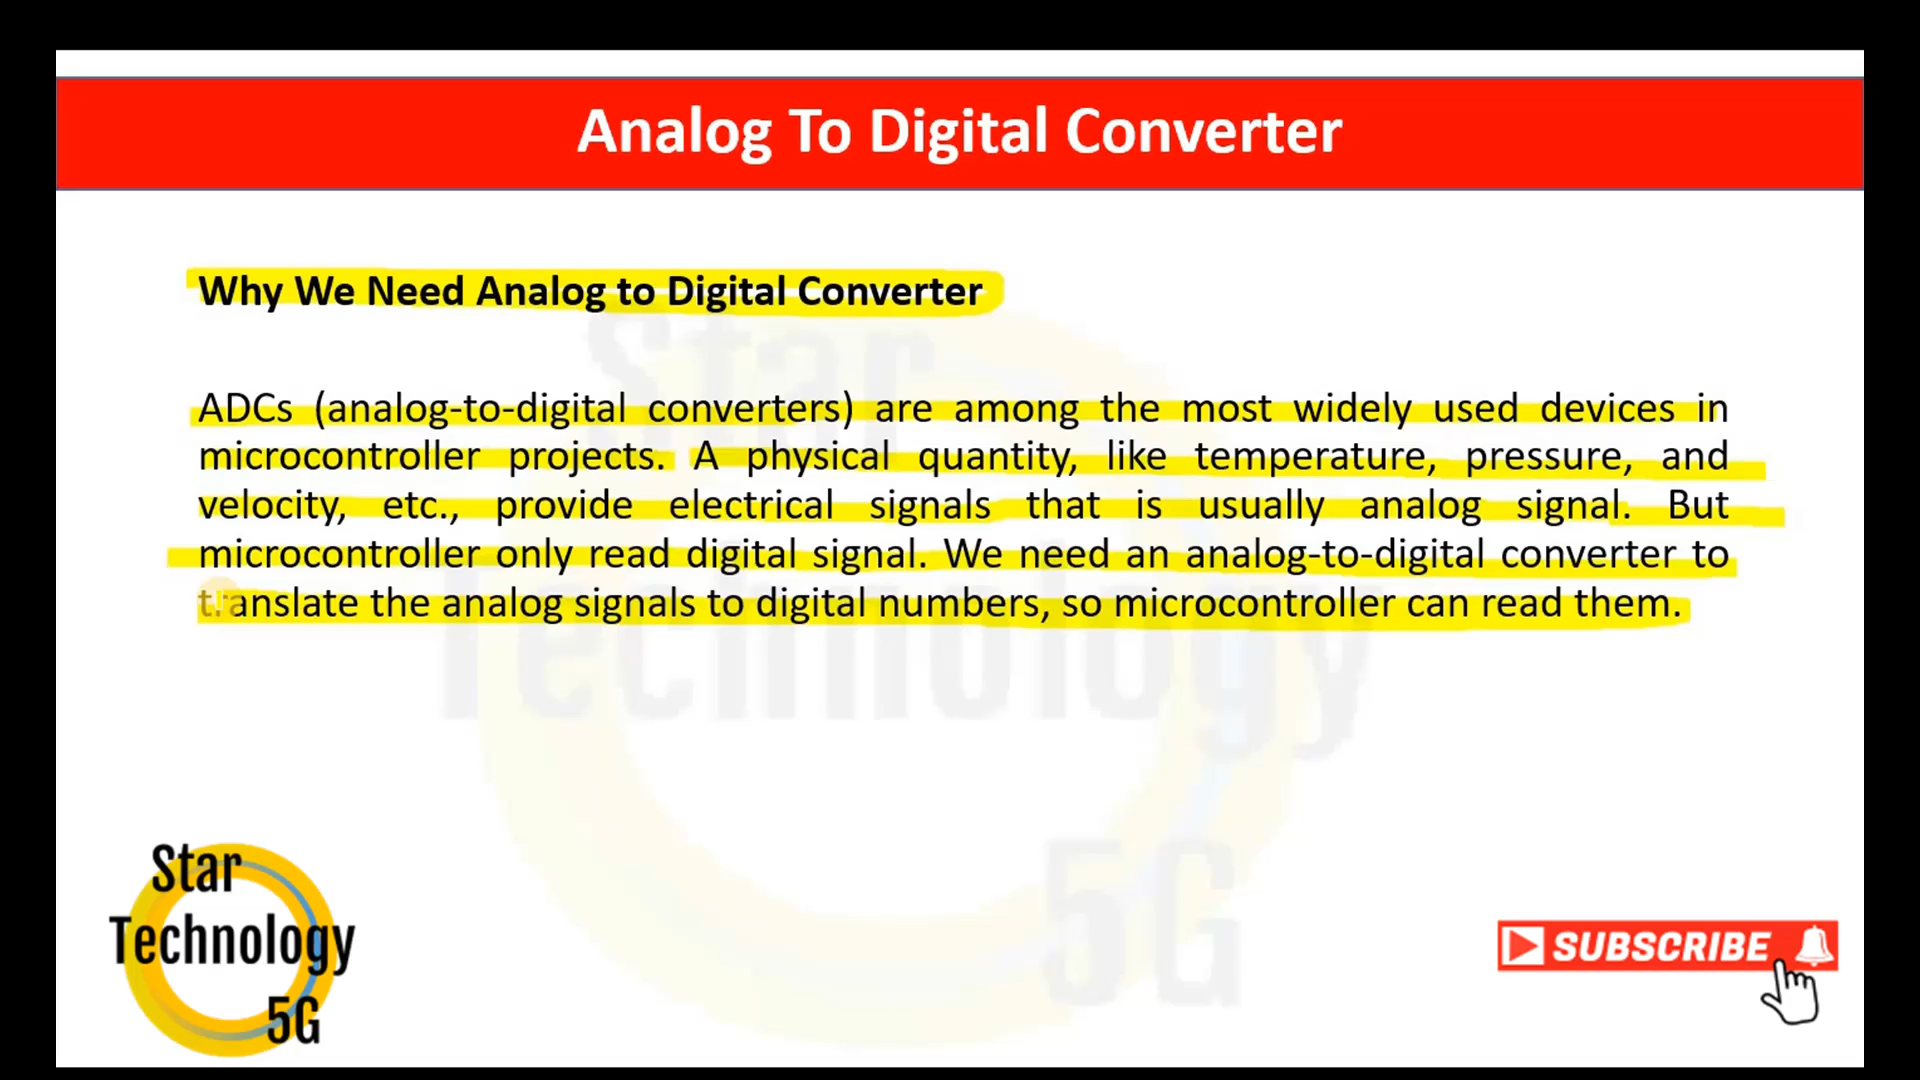 Analog To Digital Converter
Why We Need Analog to Digital Converter
ADCs (analog-to-digital converters) are among the most widely used devices in
microcontroller projects. A physical quantity, like temperature, pressure, and
velocity, etc., provide electrical signals that is usually analog signal. But
microcontroller only read digital signal. We need an analog-to-digital converter to
translate the analog signals to digital numbers, so microcontroller can read them.
Star
Technology
5G
Star
Technology
5G
SUBSCRIBE